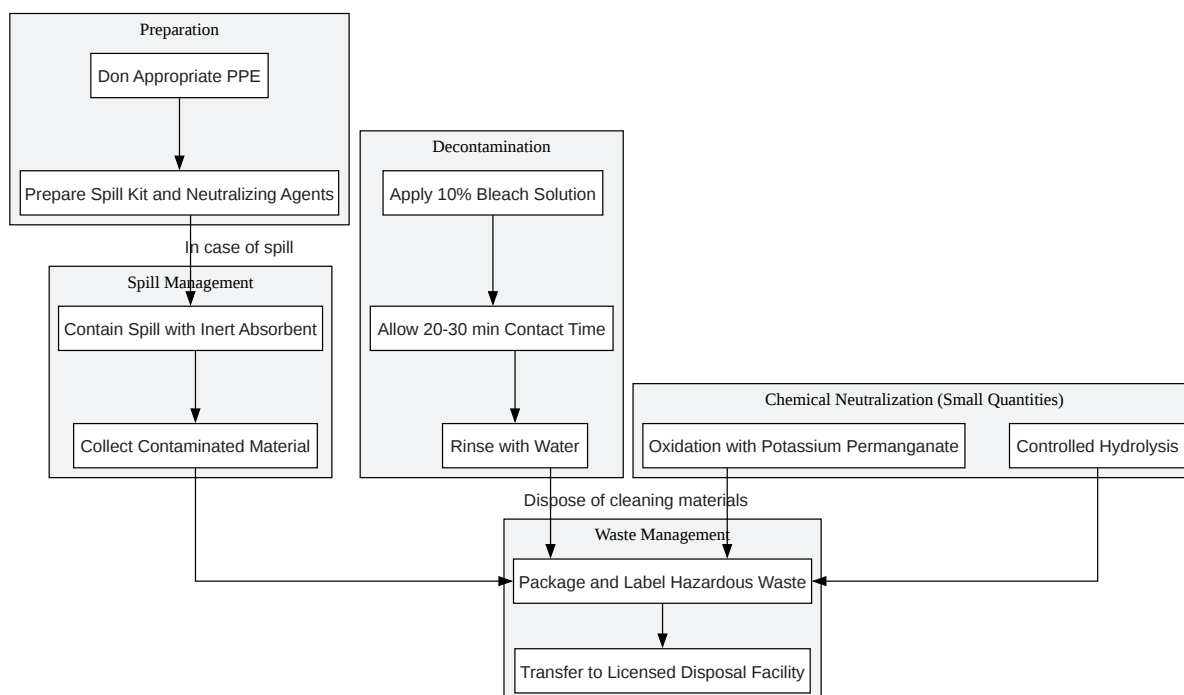 Preparation
Don Appropriate PPE
Prepare Spill Kit and Neutralizing Agents
In case of spill
Spill Management
Contain Spill with Inert Absorbent
Collect Contaminated Material
Decontamination
Apply 10% Bleach Solution
Allow 20-30 min Contact Time
Rinse with Water
Dispose of cleaning materials
Chemical Neutralization (Small Quantities)
Oxidation with Potassium Permanganate
Controlled Hydrolysis
Waste Management
Package and Label Hazardous Waste
Transfer to Licensed Disposal Facility